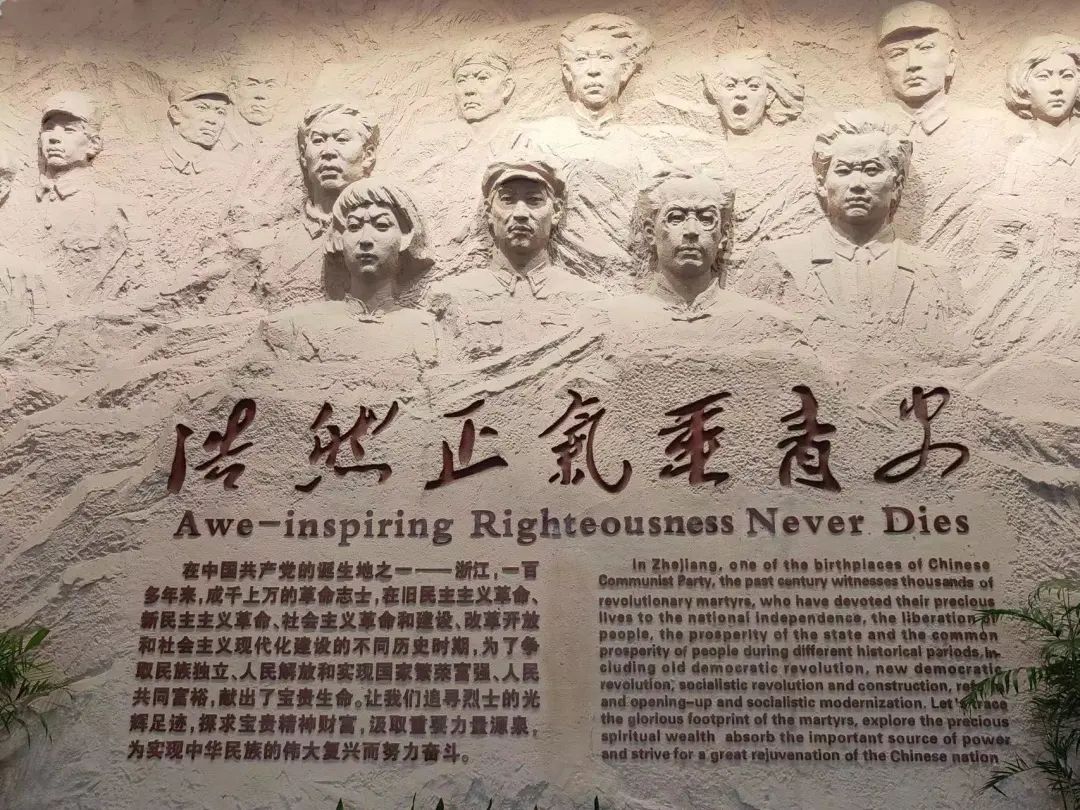 浩然正氣垂青史
Awe-inspiring Righteousness Never Dies
在中国共产党的诞生地之一——浙江，一百
多年来，成千上万的革命志士，在旧民主主义革命、
新民主主义革命、社会主义革命和建设、改革开放
和社会主义现代化建设的不同历史时期，为了争
取民族独立、人民解放和实现国家繁荣富强、人民
共同富裕，献出了宝贵生命。让我们追寻烈士的光
辉足迹，探求宝贵精神财富，汲取重要力量源泉，
为实现中华民族的伟大复兴而努力奋斗。
In Zhejiang, one of the birthplaces of Chinese
Communist Party, the past century witnesses thousands of
revolutionary martyrs, who have devoted their precious
lives to the national independence, the liberation of
people, the prosperity of the state and the common
prosperity of people during different historical periods, in-
cluding old democratic revolution, new democratic
revolution, socialistic revolution and construction,
and opening-up and socialistic modernization. Let's trace
the glorious footprint of the martyrs, explore the precious
spiritual wealth absorb the important source of power
and strive for a great rejuvenation of the Chinese nation